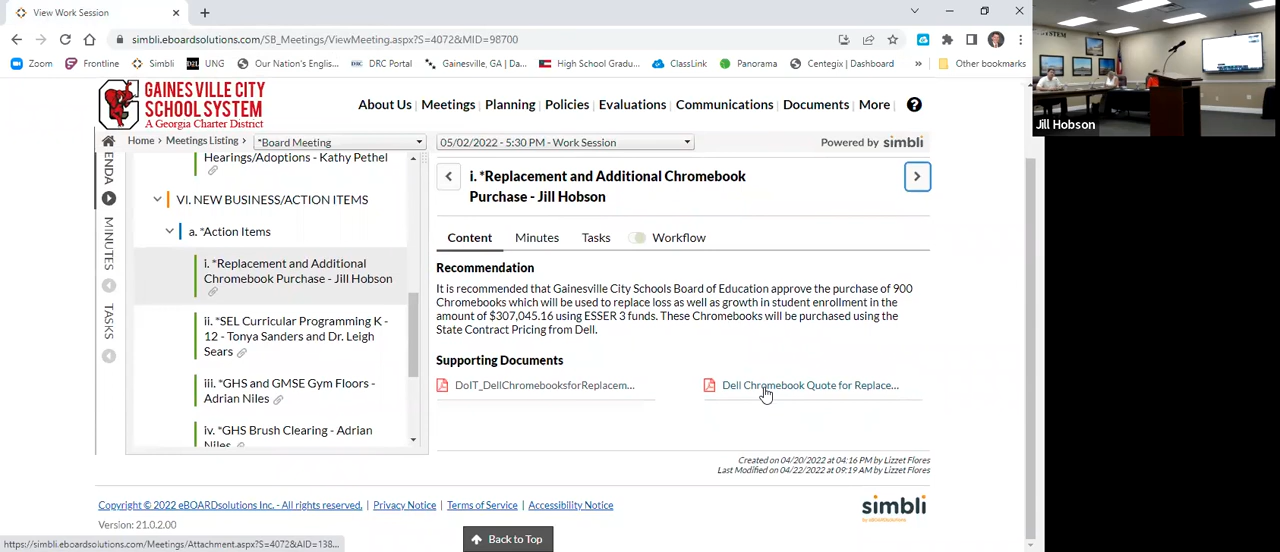 View Work Session
simbli.eboardsolutions.com/SB_Meetings/ViewMeeting.aspx?S=4072&MID=98700
Zoom
Frontline
Simbli
D2L
UNG
Our Nation's Englis...
DRC Portal
Gainesville, GA | Da...
High School Gradu...
ClassLink
Panorama
Centegix | Dashboard
»
Other bookmarks
Jill Hobson
GAINESVILLE CITY
SCHOOL SYSTEM
A Georgia Charter District
About Us
Meetings
Planning
Policies
Evaluations
Communications
Documents
More
?
Home > Meetings Listing >
*Board Meeting
05/02/2022 - 5:30 PM - Work Session
Powered by simbli
ENDA
MINUTES
TASKS
Hearings/Adoptions - Kathy Pethel
VI. NEW BUSINESS/ACTION ITEMS
a. *Action Items
i. *Replacement and Additional
Chromebook Purchase - Jill Hobson
ii. *SEL Curricular Programming K -
12 - Tonya Sanders and Dr. Leigh
Sears
iii. *GHS and GMSE Gym Floors -
Adrian Niles
iv. *GHS Brush Clearing - Adrian
Niles
i. *Replacement and Additional Chromebook
Purchase - Jill Hobson
Content
Minutes
Tasks
Workflow
Recommendation
It is recommended that Gainesville City Schools Board of Education approve the purchase of 900
Chromebooks which will be used to replace loss as well as growth in student enrollment in the
amount of $307,045.16 using ESSER 3 funds. These Chromebooks will be purchased using the
State Contract Pricing from Dell.
Supporting Documents
DoIT_DellChromebooksforReplacem...
Dell Chromebook Quote for Replace...
Created on 04/20/2022 at 04:16 PM by Lizzet Flores
Last Modified on 04/22/2022 at 09:19 AM by Lizzet Flores
Copyright © 2022 eBOARDsolutions Inc. - All rights reserved. | Privacy Notice | Terms of Service | Accessibility Notice
Version: 21.0.2.00
simbli
by eBOARDsolutions
Back to Top
https://simbli.eboardsolutions.com/Meetings/Attachment.aspx?S=4072&AID=138...